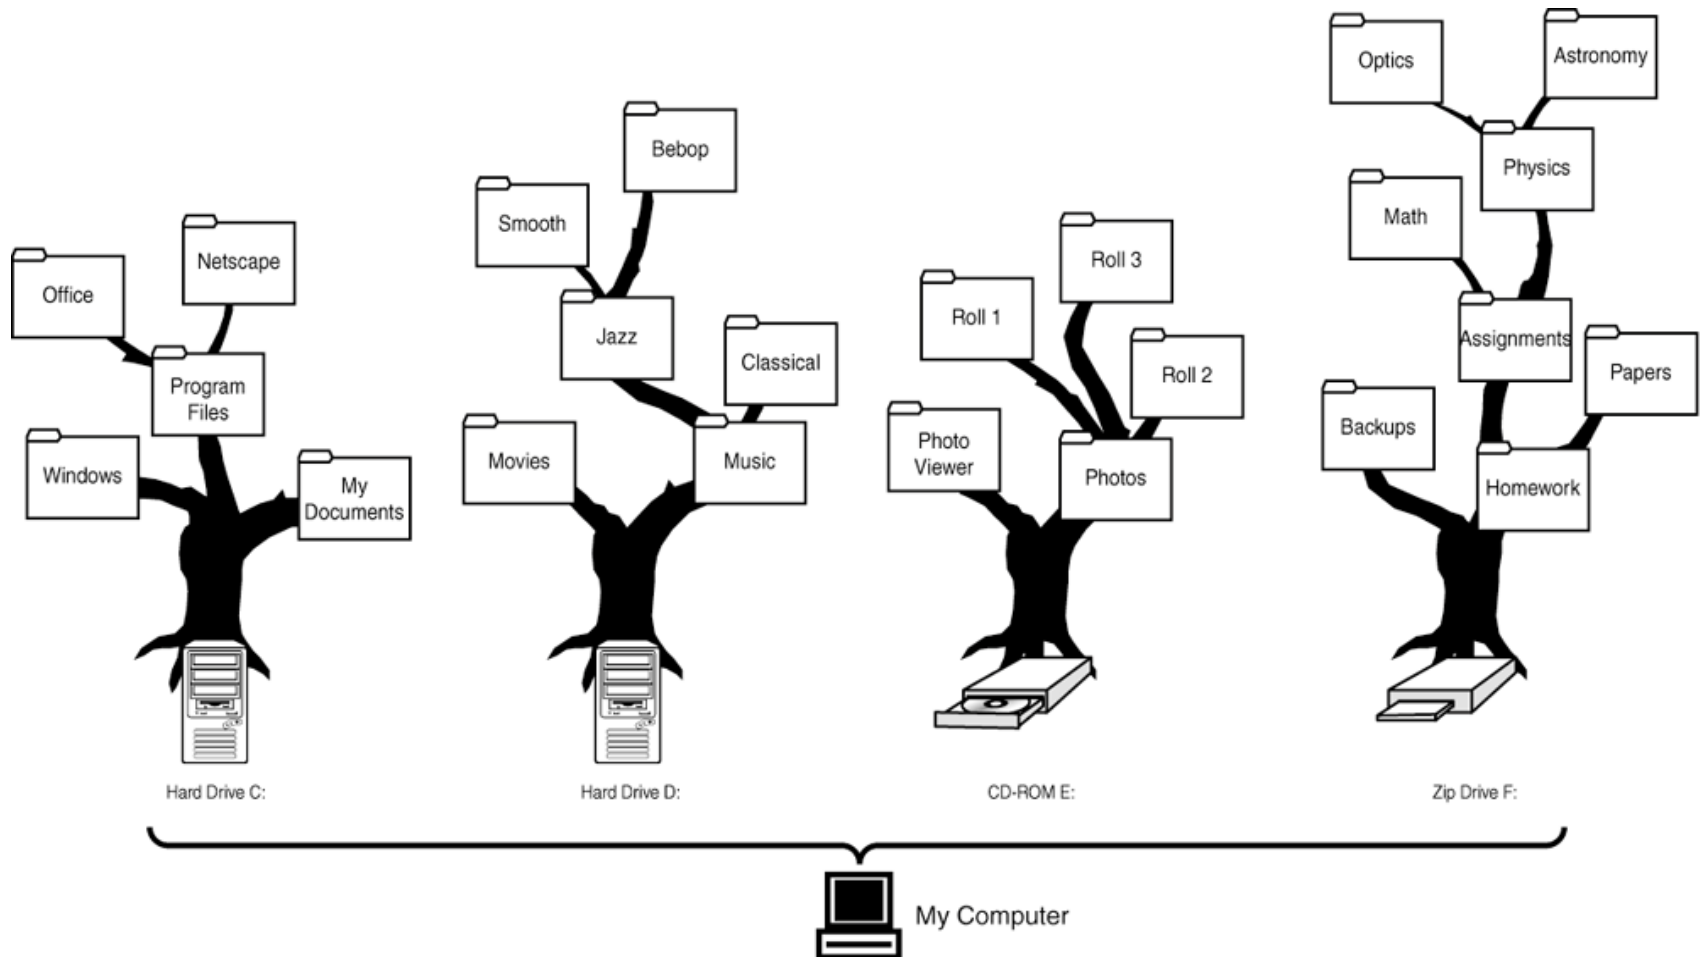 Office
Netscape
Program
Files
Windows
My
Documents
Hard Drive C:
Bebop
Smooth
Jazz
Classical
Movies
Music
Hard Drive D:
Roll 3
Roll 1
Roll 2
Photo
Viewer
Photos
CD-ROM E:
Optics
Astronomy
Physics
Math
Assignments
Papers
Backups
Homework
Zip Drive F:
My Computer